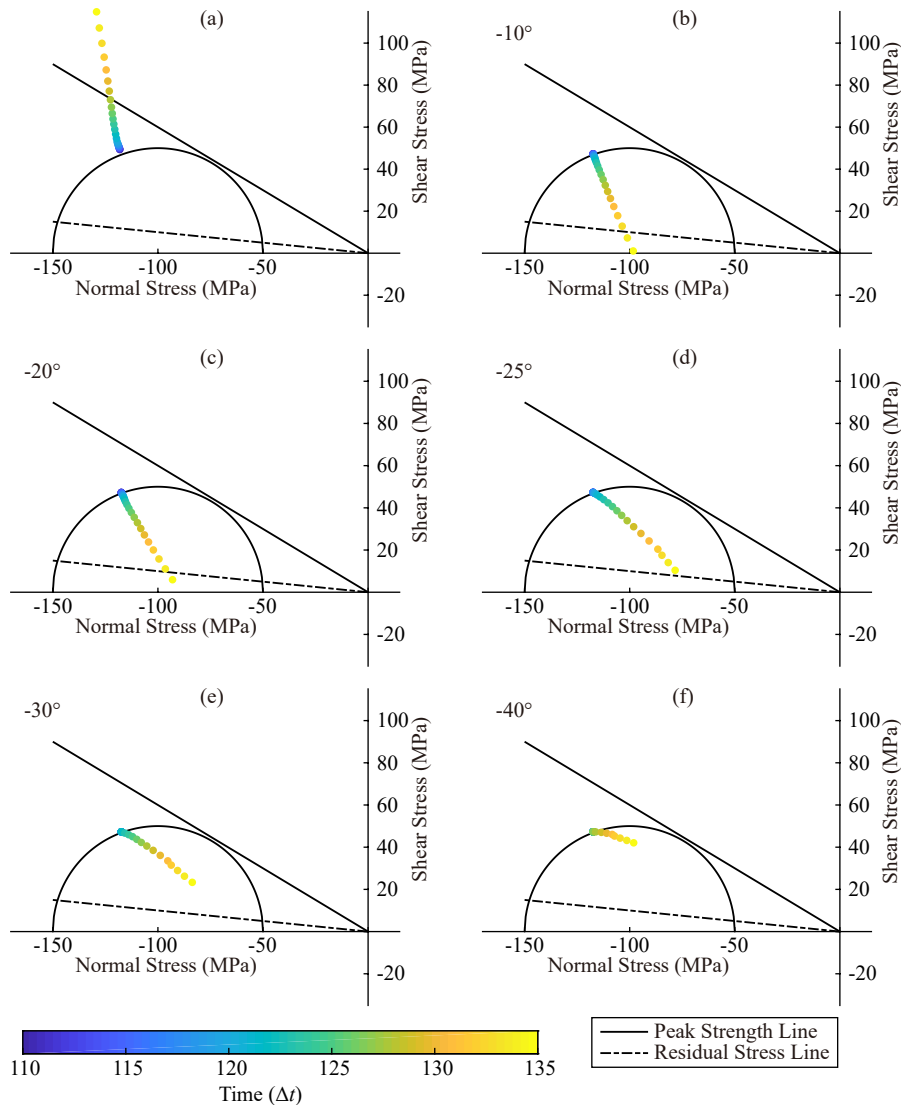 (a)
100
80
60
40
20
-20
Shear Stress (MPa)
-150 -100 -50
Normal Stress (MPa)
(b)
-10°
100
80
60
40
20
-20
Shear Stress (MPa)
-150 -100 -50
Normal Stress (MPa)
(c)
-20°
100
80
60
40
20
-20
Shear Stress (MPa)
-150 -100 -50
Normal Stress (MPa)
(d)
-25°
100
80
60
40
20
-20
Shear Stress (MPa)
-150 -100 -50
Normal Stress (MPa)
(e)
-30°
100
80
60
40
20
-20
Shear Stress (MPa)
-150 -100 -50
Normal Stress (MPa)
(f)
-40°
100
80
60
40
20
-20
Shear Stress (MPa)
-150 -100 -50
Normal Stress (MPa)
110 115 120 125 130 135
Time (Δt)
Peak Strength Line
Residual Stress Line